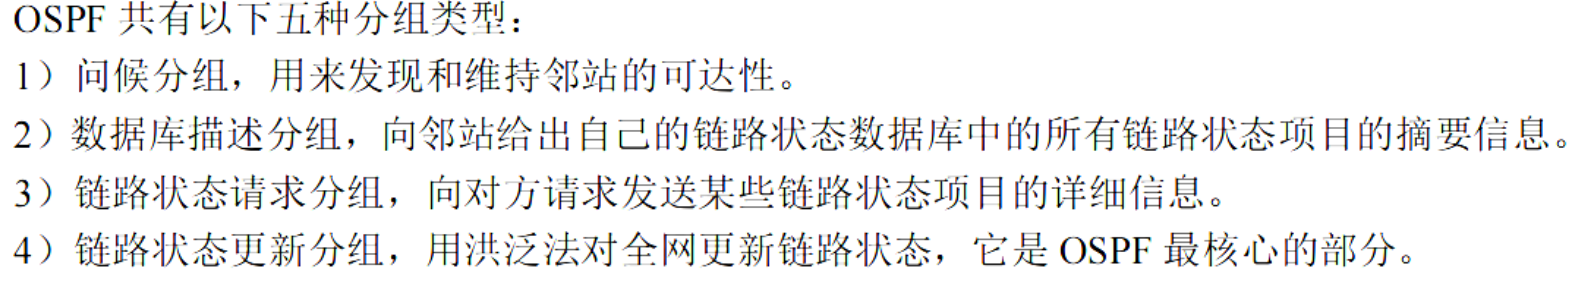 OSPF 共有以下五种分组类型：
1）问候分组，用来发现和维持邻站的可达性。
2）数据库描述分组，向邻站给出自己的链路状态数据库中的所有链路状态项目的摘要信息。
3）链路状态请求分组，向对方请求发送某些链路状态项目的详细信息。
4）链路状态更新分组，用洪泛法对全网更新链路状态，它是 OSPF 最核心的部分。